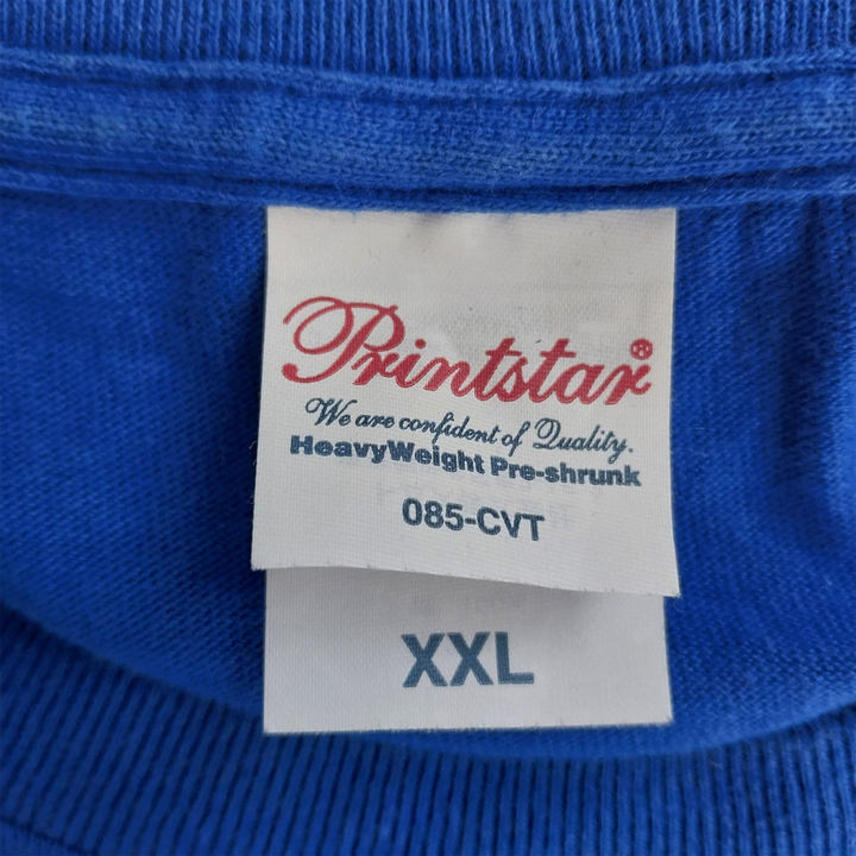 Printstar®
We are confident of Quality.
HeavyWeight Pre-shrunk
085-CVT
XXL